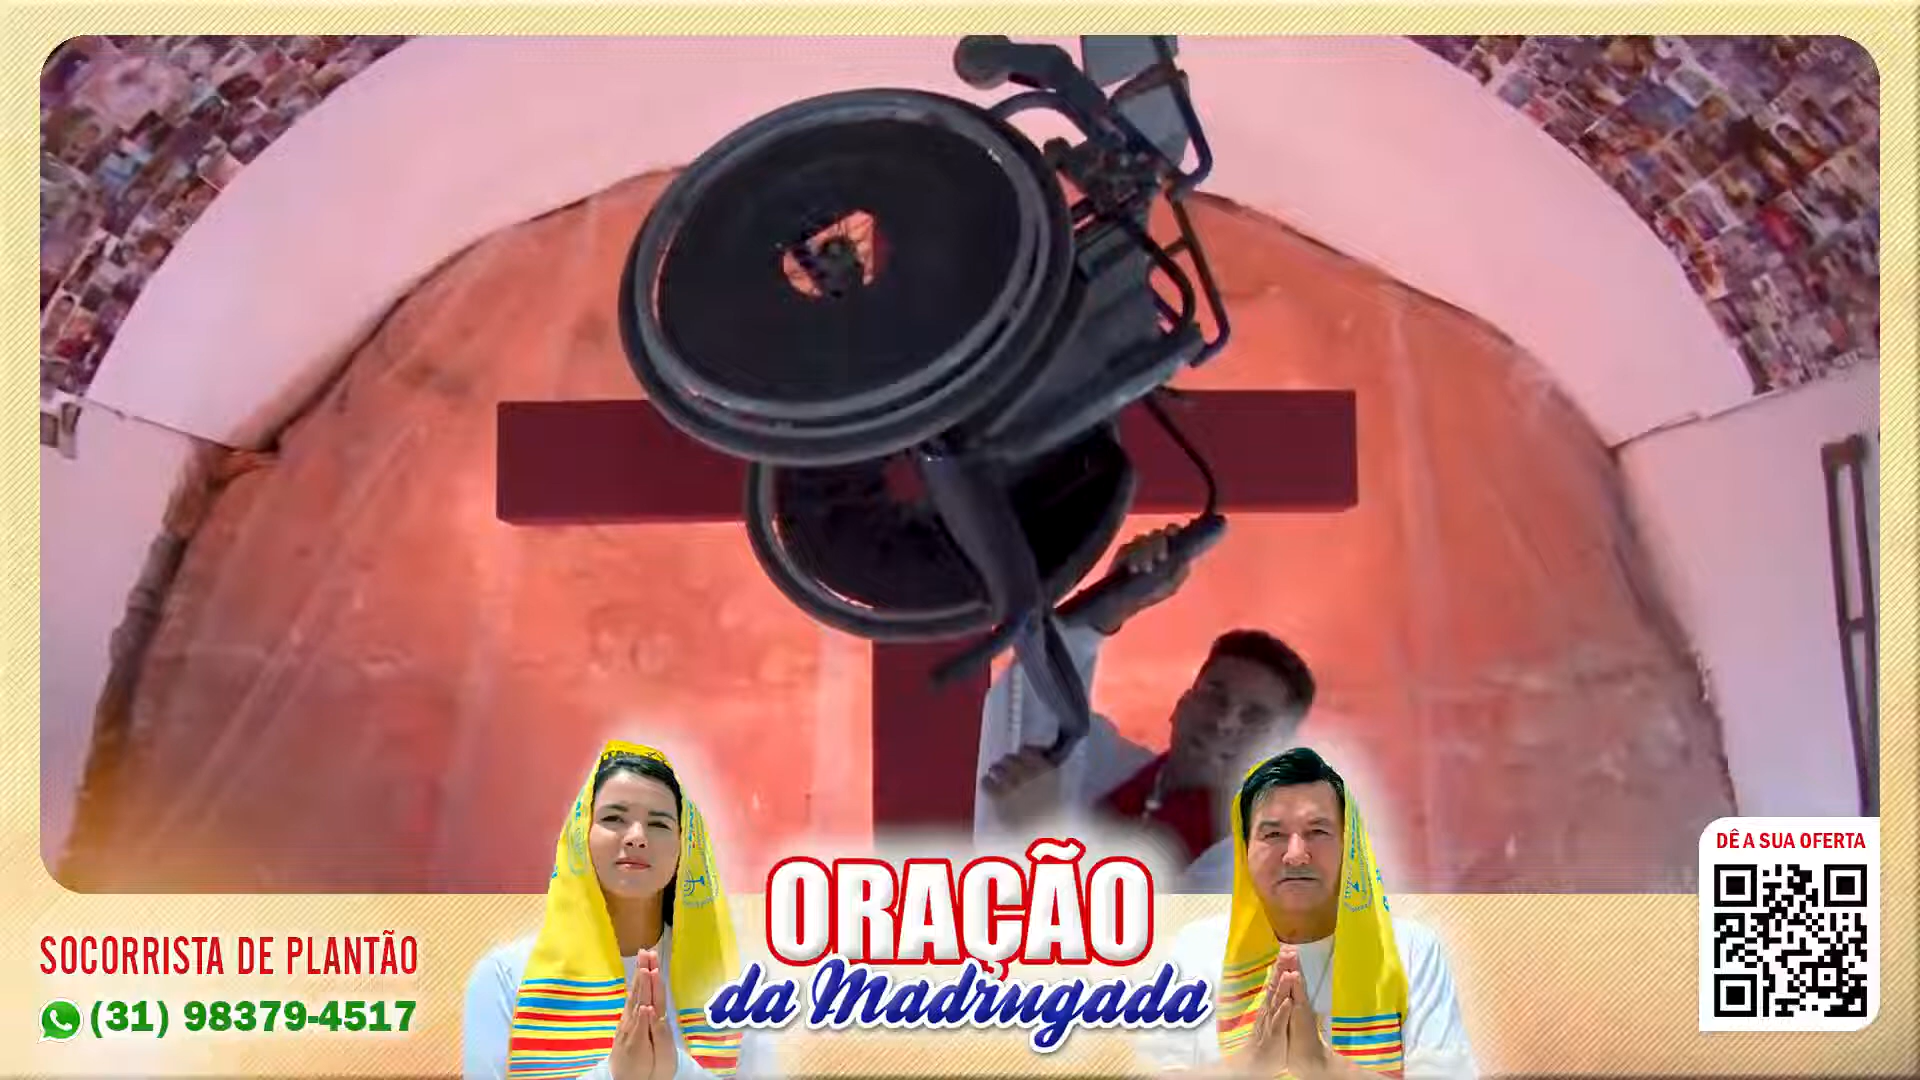 DÊ A SUA OFERTA
SOCORRISTA DE PLANTÃO
(31) 98379-4517
ORAÇÃO
da Madrugada